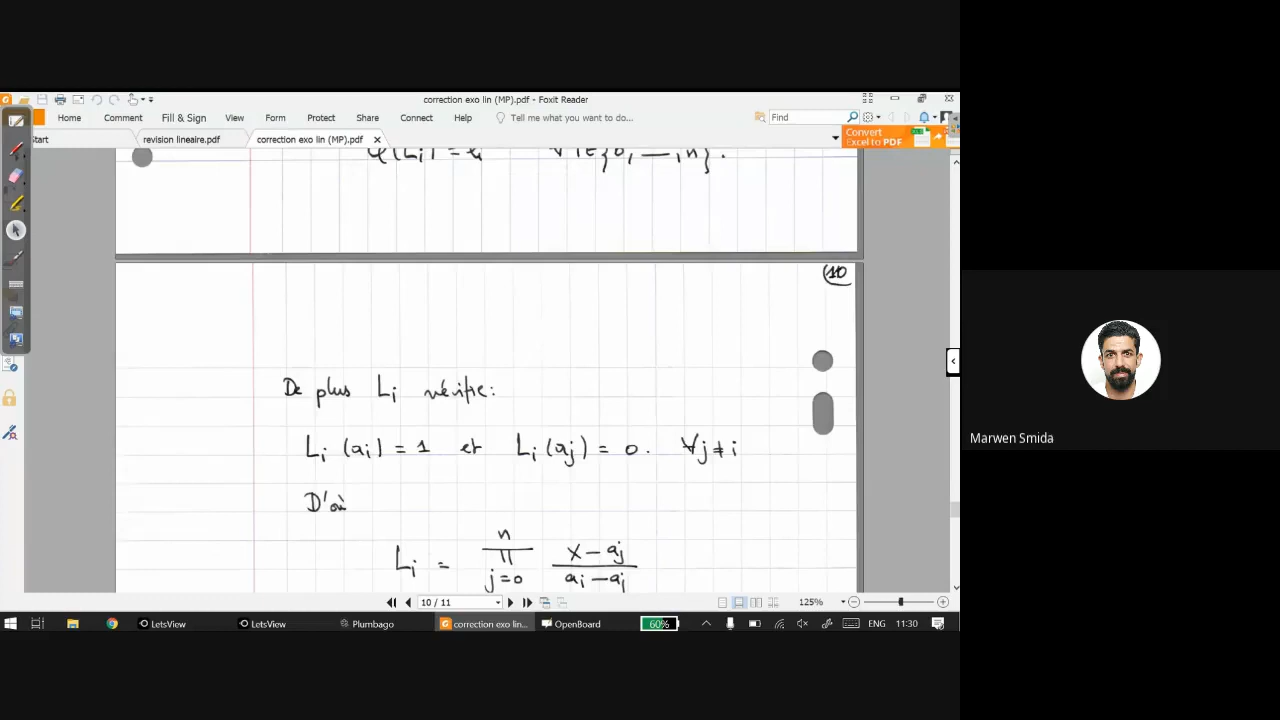 correction exo lin (MP).pdf - Foxit Reader
Home Comment Fill & Sign View Form Protect Share Connect Help Tell me what you want to do... Find
Start revision lineaire.pdf correction exo lin (MP).pdf
Convert Excel to PDF
φ(Li) = ei ∀ i∈{0, —, n}.
10
De plus Li vérifie:
Li (ai) = 1 et Li (aj) = 0. ∀j≠i
D'où
Li = n ∏ j=0 X - aj / ai - aj
Marwen Smida
10 / 11 125%
LetsView LetsView Plumbago correction exo lin... OpenBoard 60% ENG 11:30